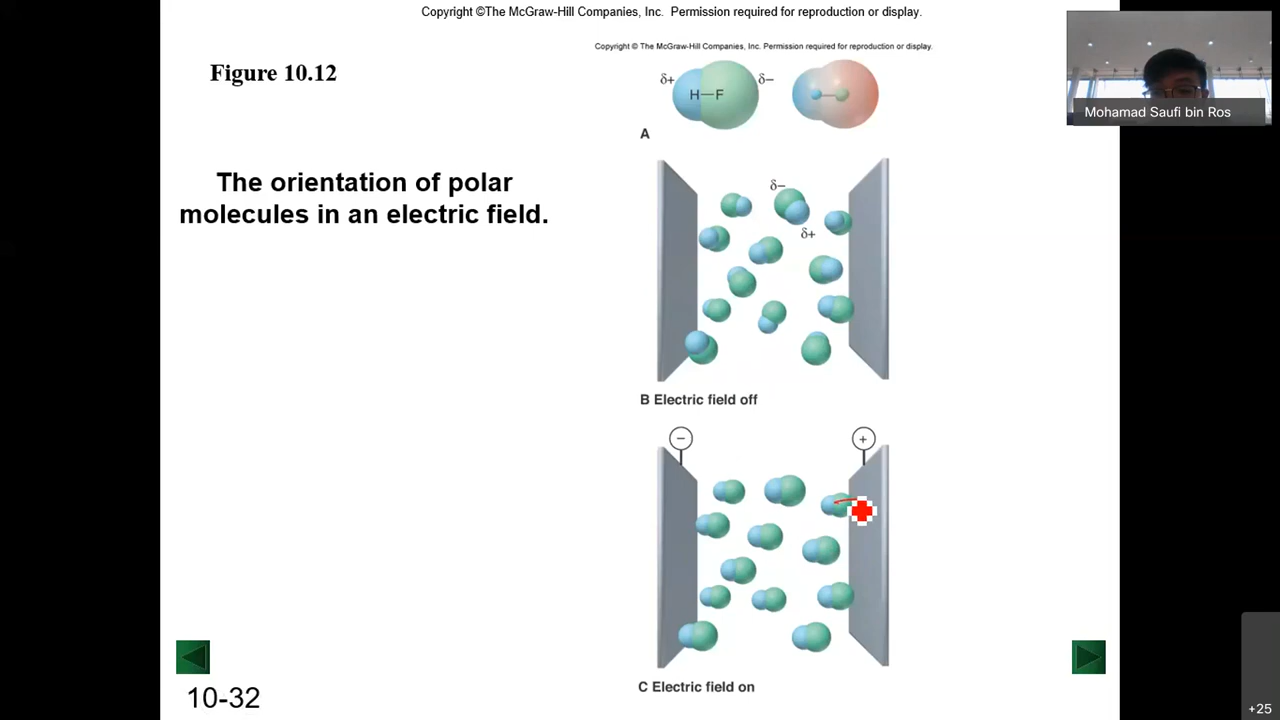 Copyright ©The McGraw-Hill Companies, Inc. Permission required for reproduction or display.
Copyright © The McGraw-Hill Companies, Inc. Permission required for reproduction or display.
Figure 10.12
δ+
H—F
δ−
A
Mohamad Saufi bin Ros
The orientation of polar
molecules in an electric field.
δ−
δ+
B Electric field off
−
+
C Electric field on
10-32
+25